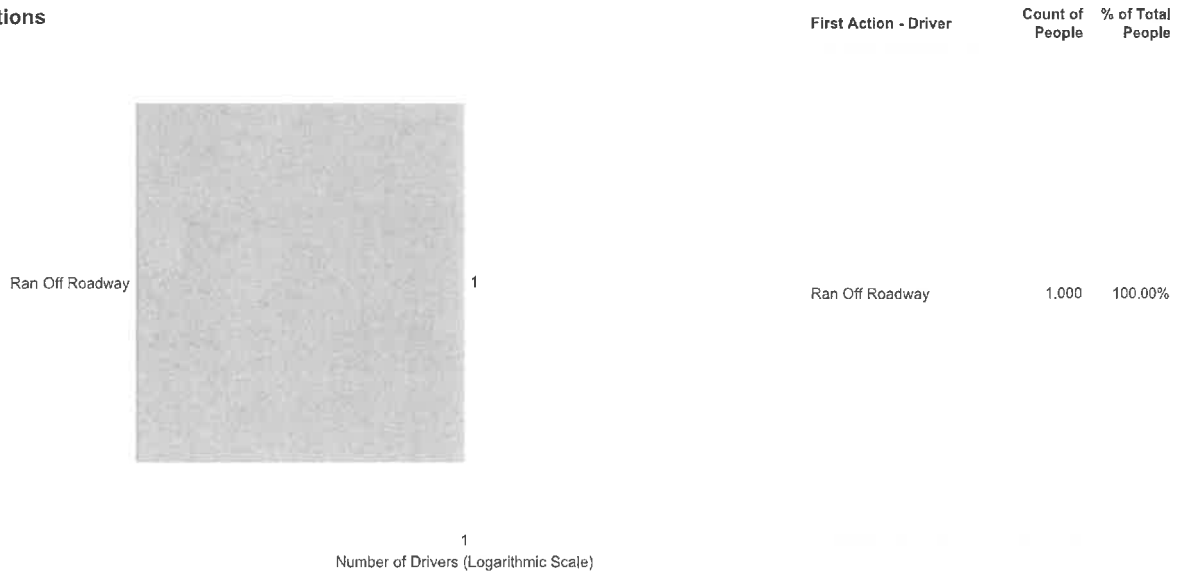 tions
Ran Off Roadway
1
1
Number of Drivers (Logarithmic Scale)
First Action - Driver
Count of People
% of Total People
Ran Off Roadway 1.000 100.00%